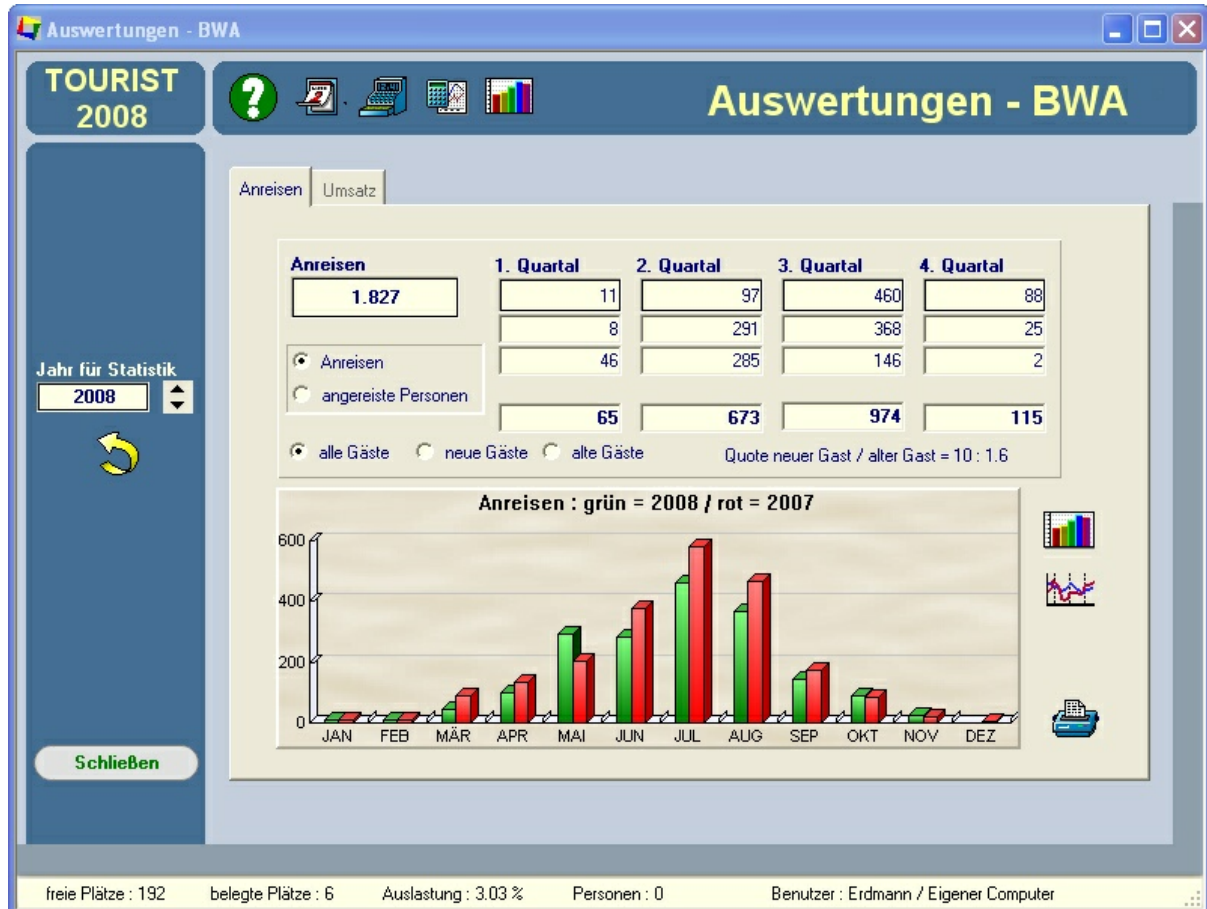 Auswertungen - BWA
TOURIST
2008
Auswertungen - BWA
Jahr für Statistik
2008
Schließen
Anreisen
Umsatz
Anreisen 1. Quartal 2. Quartal 3. Quartal 4. Quartal
1.827 11 97 460 88
8 291 368 25
Anreisen 46 285 146 2
angereiste Personen
65 673 974 115
alle Gäste neue Gäste alte Gäste Quote neuer Gast / alter Gast = 10 : 1.6
Anreisen : grün = 2008 / rot = 2007
600
400
200
0
JAN FEB MÄR APR MAI JUN JUL AUG SEP OKT NOV DEZ
freie Plätze : 192 belegte Plätze : 6 Auslastung : 3.03 % Personen : 0 Benutzer : Erdmann / Eigener Computer